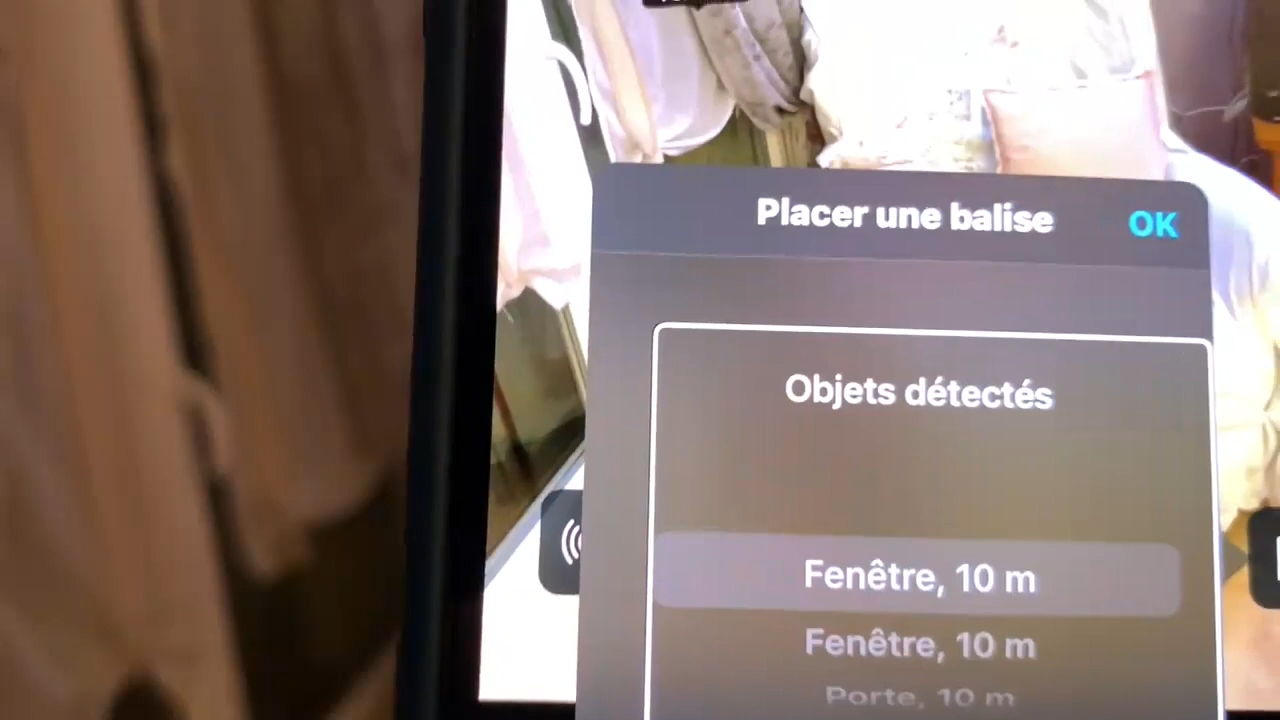 Placer une balise
OK
Objets détectés
Fenêtre, 10 m
Fenêtre, 10 m
Porte, 10 m